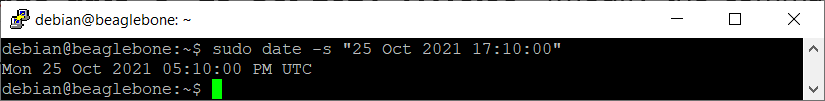 debian@beaglebone: ~
debian@beaglebone:~$ sudo date -s "25 Oct 2021 17:10:00"
Mon 25 Oct 2021 05:10:00 PM UTC
debian@beaglebone:~$